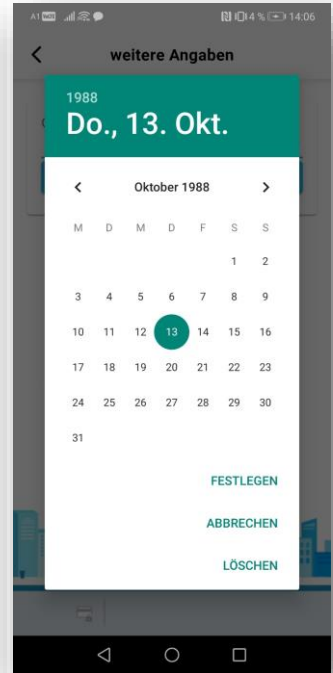 A1 14:06
4 %
weitere Angaben
1988
Do., 13. Okt.
Oktober 1988
M D M D F S S
1 2
3 4 5 6 7 8 9
10 11 12 13 14 15 16
17 18 19 20 21 22 23
24 25 26 27 28 29 30
31
FESTLEGEN
ABBRECHEN
LÖSCHEN